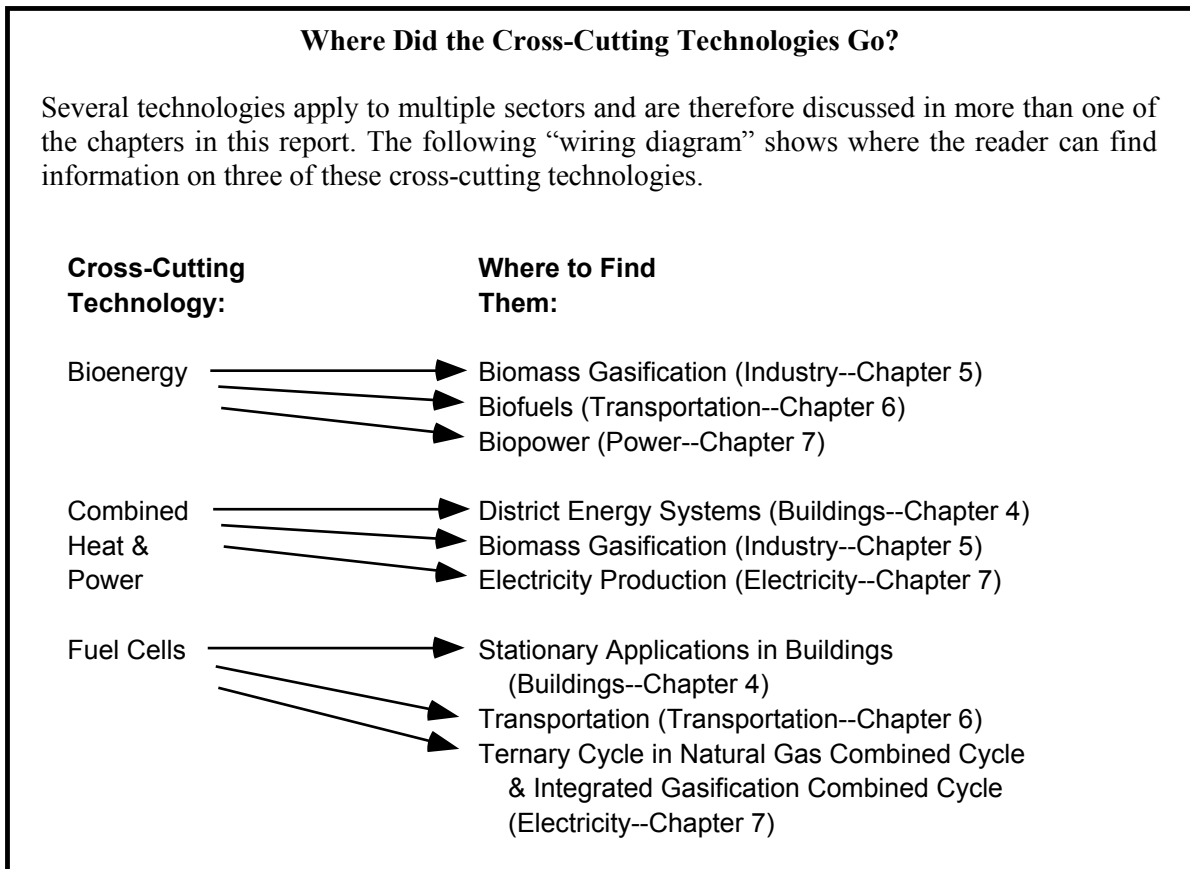 Where Did the Cross-Cutting Technologies Go?
Several technologies apply to multiple sectors and are therefore discussed in more than one of
the chapters in this report. The following “wiring diagram” shows where the reader can find
information on three of these cross-cutting technologies.
Cross-Cutting
Technology:
Where to Find
Them:
Bioenergy
Biomass Gasification (Industry--Chapter 5)
Biofuels (Transportation--Chapter 6)
Biopower (Power--Chapter 7)
Combined
Heat &
Power
District Energy Systems (Buildings--Chapter 4)
Biomass Gasification (Industry--Chapter 5)
Electricity Production (Electricity--Chapter 7)
Fuel Cells
Stationary Applications in Buildings
(Buildings--Chapter 4)
Transportation (Transportation--Chapter 6)
Ternary Cycle in Natural Gas Combined Cycle
& Integrated Gasification Combined Cycle
(Electricity--Chapter 7)